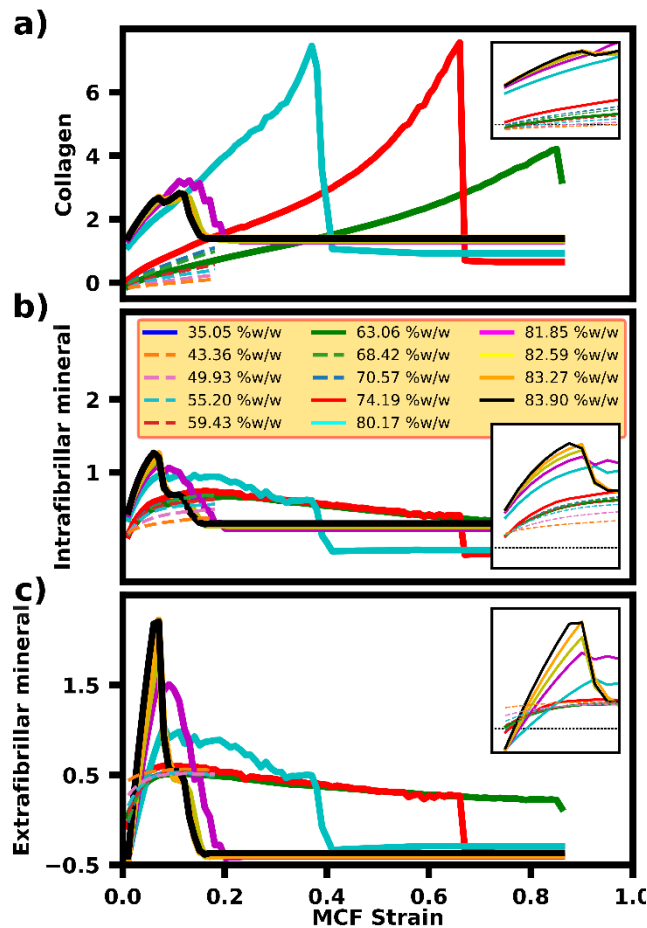 a)
6
4
2
0
Collagen
b)
35.05 %w/w 63.06 %w/w 81.85 %w/w
43.36 %w/w 68.42 %w/w 82.59 %w/w
49.93 %w/w 70.57 %w/w 83.27 %w/w
55.20 %w/w 74.19 %w/w 83.90 %w/w
59.43 %w/w 80.17 %w/w
2
1
Intrafibrillar mineral
c)
1.5
0.5
−0.5
Extrafibrillar mineral
0.0 0.2 0.4 0.6 0.8 1.0
MCF Strain